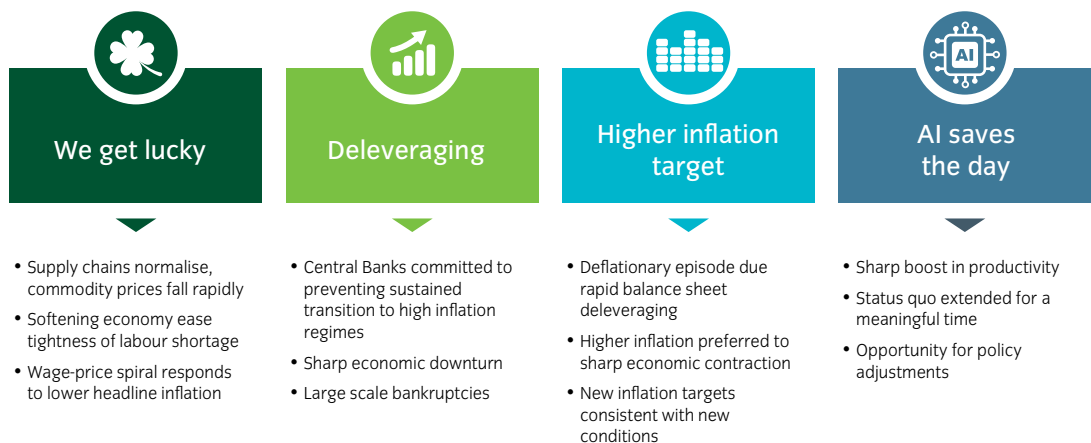 We get lucky
• Supply chains normalise,
commodity prices fall rapidly
• Softening economy ease
tightness of labour shortage
• Wage-price spiral responds
to lower headline inflation
Deleveraging
• Central Banks committed to
preventing sustained
transition to high inflation
regimes
• Sharp economic downturn
• Large scale bankruptcies
Higher inflation
target
• Deflationary episode due
rapid balance sheet
deleveraging
• Higher inflation preferred to
sharp economic contraction
• New inflation targets
consistent with new
conditions
AI
AI saves
the day
• Sharp boost in productivity
• Status quo extended for a
meaningful time
• Opportunity for policy
adjustments